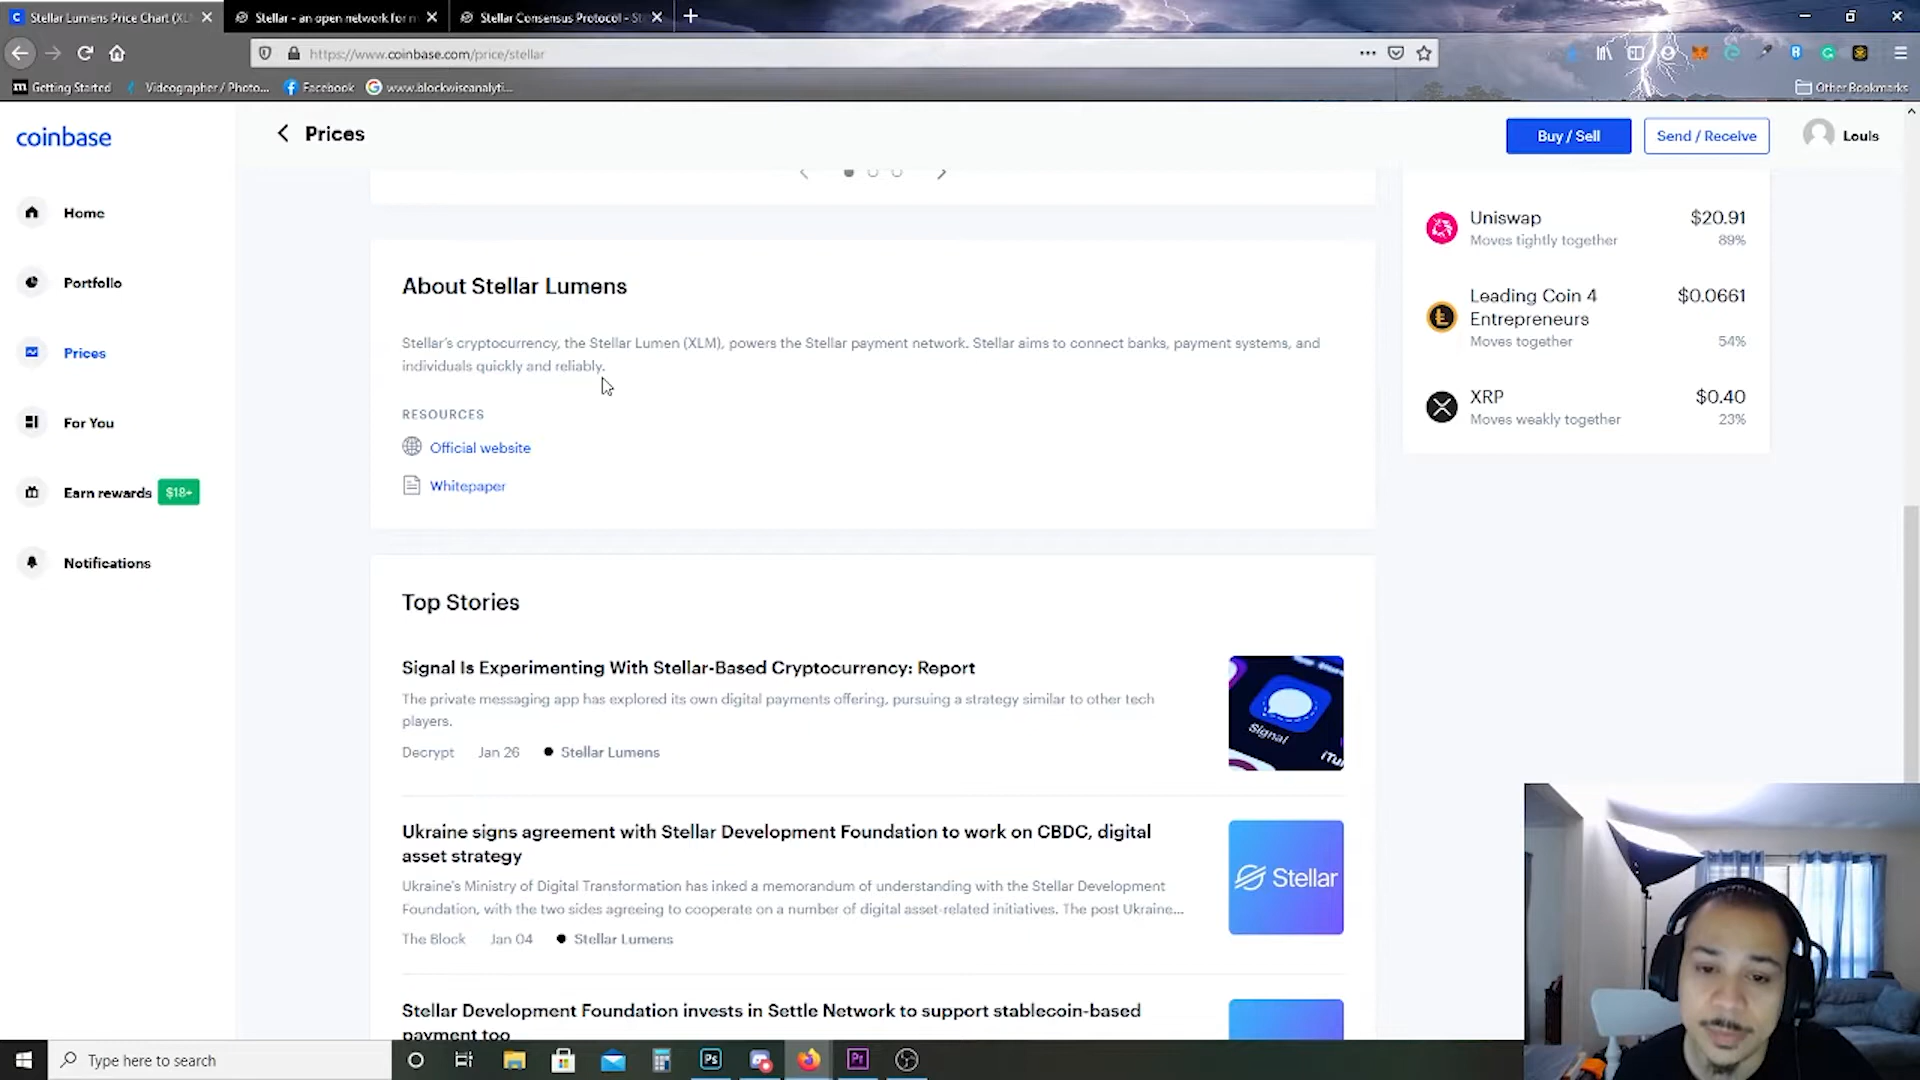 Stellar Lumens Price Chart (XL
Stellar - an open network for m
Stellar Consensus Protocol - St
https://www.coinbase.com/price/stellar
Getting Started
Videographer / Photo...
Facebook
www.blockwiseanalyti...
Other Bookmarks
coinbase
Prices
Buy / Sell
Send / Receive
Louis
Home
Portfolio
Prices
For You
Earn rewards $18+
Notifications
About Stellar Lumens
Stellar's cryptocurrency, the Stellar Lumen (XLM), powers the Stellar payment network. Stellar aims to connect banks, payment systems, and
individuals quickly and reliably.
RESOURCES
Official website
Whitepaper
Uniswap $20.91
Moves tightly together 89%
Leading Coin 4 $0.0661
Entrepreneurs
Moves together 54%
XRP $0.40
Moves weakly together 23%
Top Stories
Signal Is Experimenting With Stellar-Based Cryptocurrency: Report
The private messaging app has explored its own digital payments offering, pursuing a strategy similar to other tech
players.
Decrypt Jan 26 Stellar Lumens
Signal
Ukraine signs agreement with Stellar Development Foundation to work on CBDC, digital
asset strategy
Ukraine's Ministry of Digital Transformation has inked a memorandum of understanding with the Stellar Development
Foundation, with the two sides agreeing to cooperate on a number of digital asset-related initiatives. The post Ukraine...
The Block Jan 04 Stellar Lumens
Stellar
Stellar Development Foundation invests in Settle Network to support stablecoin-based
payment too
Type here to search
Ps
Pr